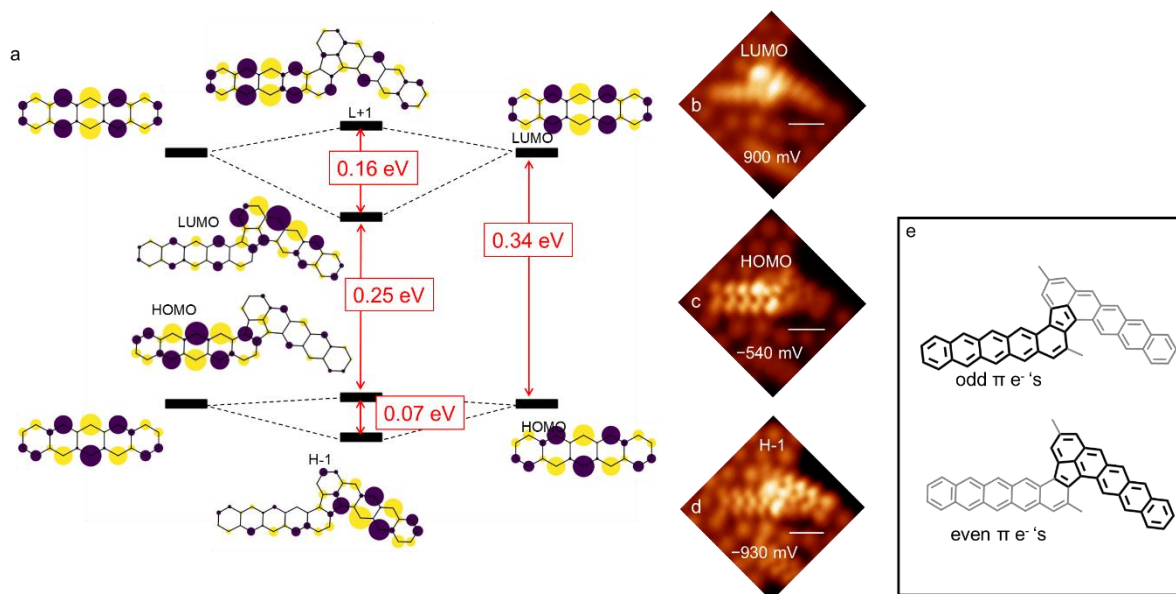 a
L+1
LUMO
0.16 eV
LUMO
0.34 eV
0.25 eV
HOMO
0.07 eV
HOMO
H-1
LUMO
b
900 mV
HOMO
c
−540 mV
H-1
d
−930 mV
e
odd π e⁻ 's
even π e⁻ 's